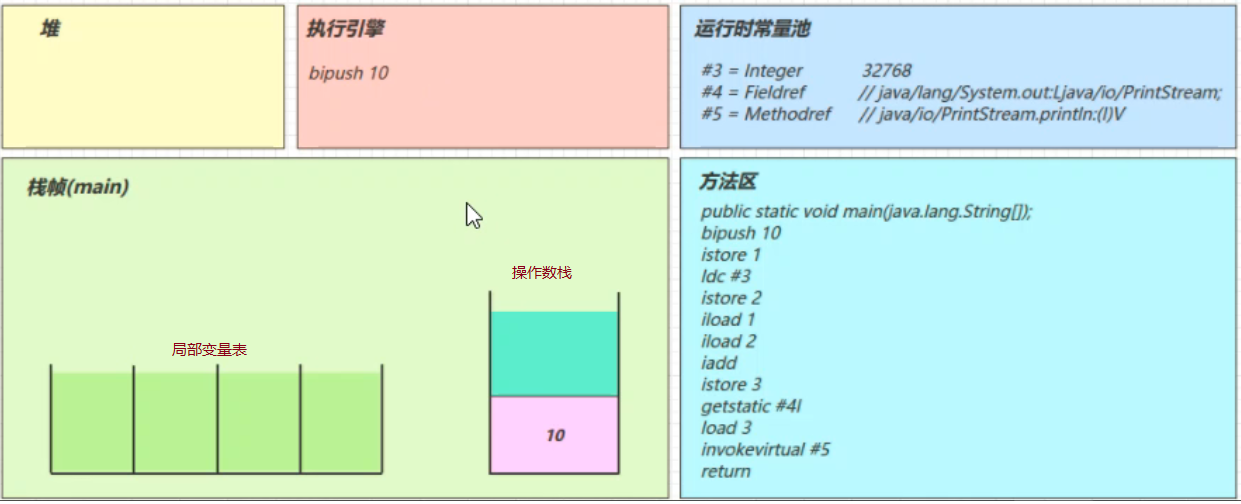 堆
执行引擎
bipush 10
运行时常量池
#3 = Integer 32768
#4 = Fieldref // java/lang/System.out:Ljava/io/PrintStream;
#5 = Methodref // java/io/PrintStream.println:(I)V
栈帧(main)
操作数栈
局部变量表
10
方法区
public static void main(java.lang.String[]);
bipush 10
istore 1
ldc #3
istore 2
iload 1
iload 2
iadd
istore 3
getstatic #4I
load 3
invokevirtual #5
return